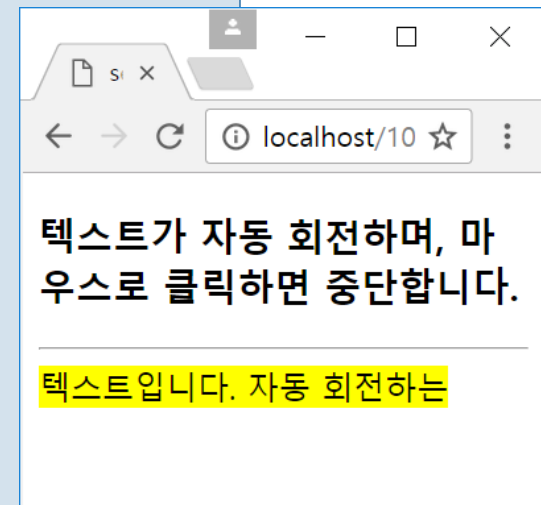 se
localhost/10
텍스트가 자동 회전하며, 마
우스로 클릭하면 중단합니다.
텍스트입니다. 자동 회전하는